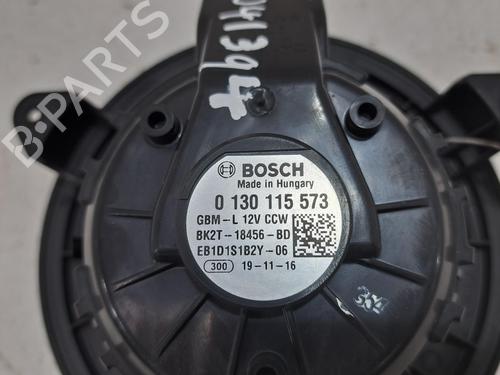 B-PARTS
BOSCH
Made in Hungary
0 130 115 573
GBM-L 12V CCW
BK2T-18456-BD
EB1D1S1B2Y-06
300 19-11-16